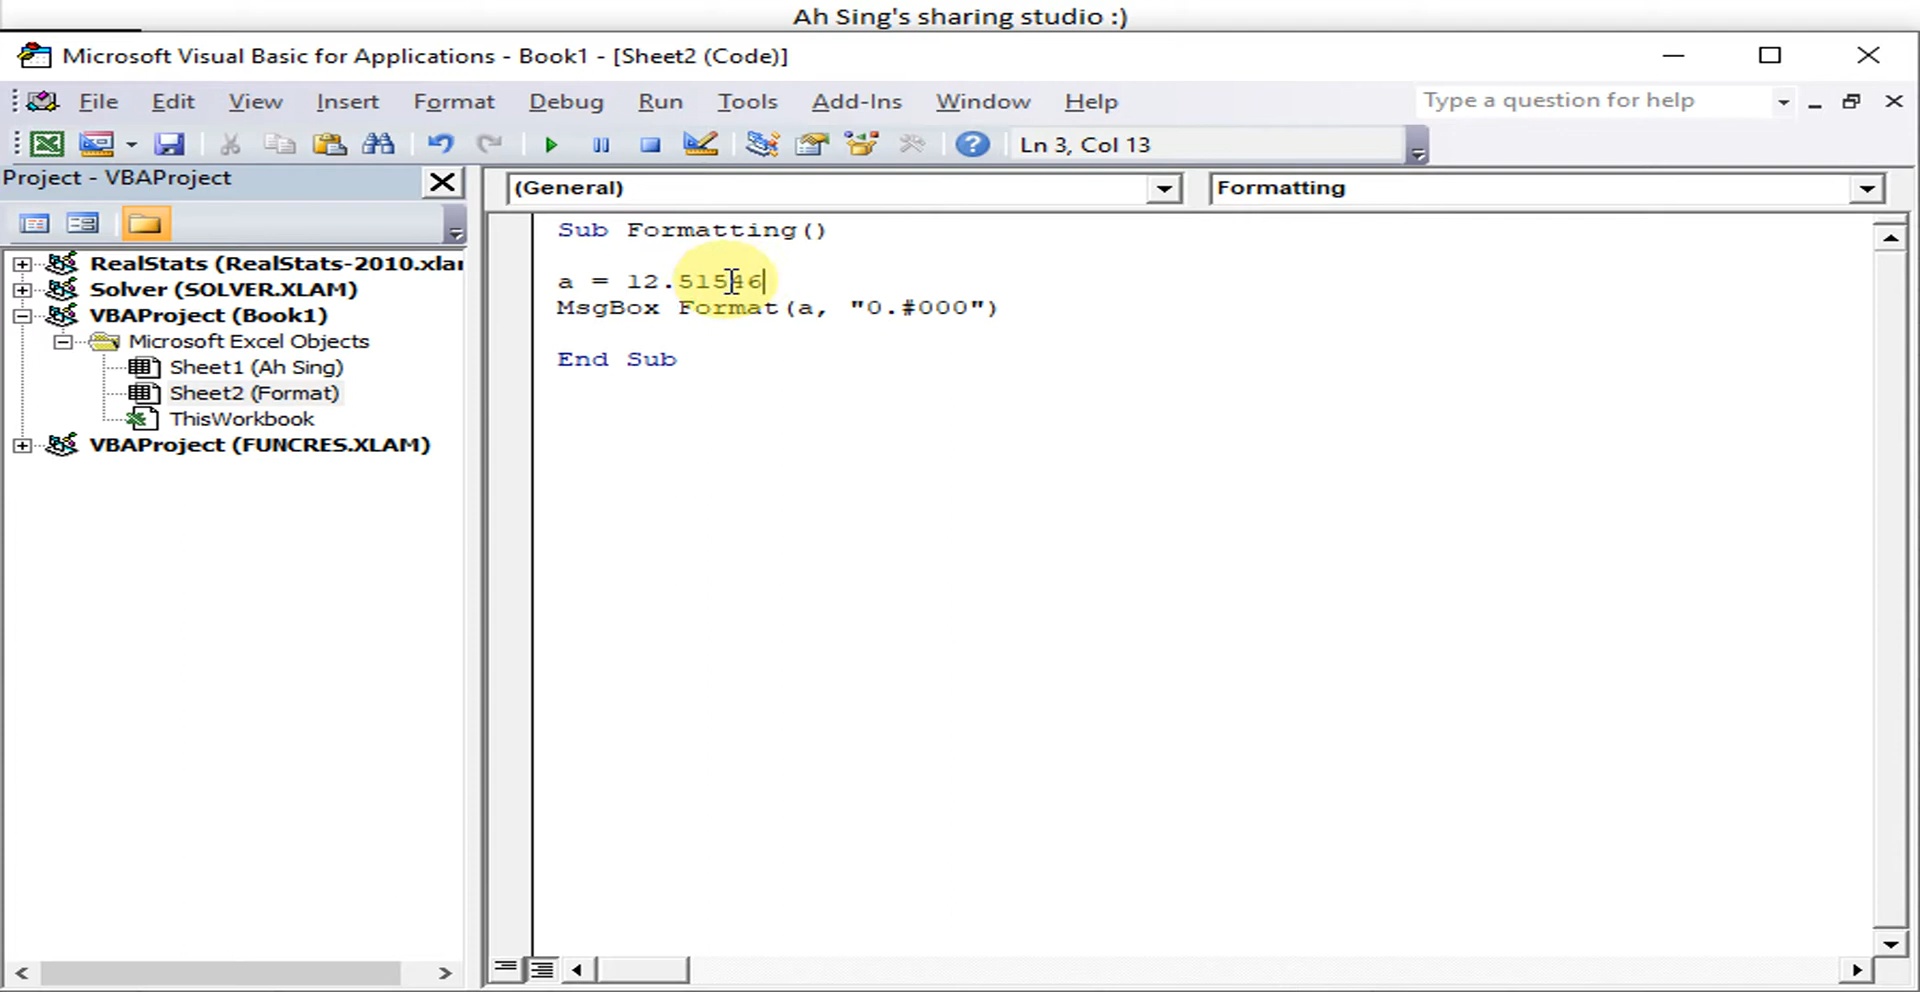 Ah Sing's sharing studio :)
Microsoft Visual Basic for Applications - Book1 - [Sheet2 (Code)]
File Edit View Insert Format Debug Run Tools Add-Ins Window Help Type a question for help
Ln 3, Col 13
Project - VBAProject
(General) Formatting
RealStats (RealStats-2010.xlar
Solver (SOLVER.XLAM)
VBAProject (Book1)
Microsoft Excel Objects
Sheet1 (Ah Sing)
Sheet2 (Format)
ThisWorkbook
VBAProject (FUNCRES.XLAM)
Sub Formatting()
a = 12.51546
MsgBox Format(a, "0.#000")
End Sub